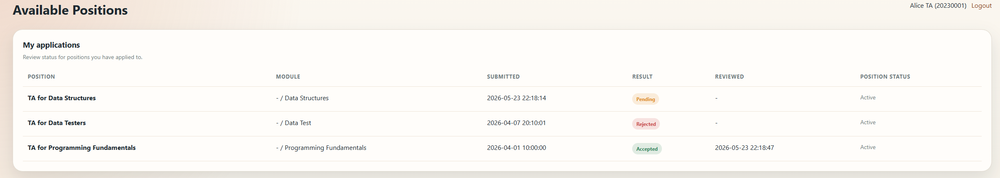 Available Positions
Alice TA (20230001) Logout
My applications
Review status for positions you have applied to.
POSITION MODULE SUBMITTED RESULT REVIEWED POSITION STATUS
TA for Data Structures - / Data Structures 2026-05-23 22:18:14 Pending - Active
TA for Data Testers - / Data Test 2026-04-07 20:10:01 Rejected - Active
TA for Programming Fundamentals - / Programming Fundamentals 2026-04-01 10:00:00 Accepted 2026-05-23 22:18:47 Active